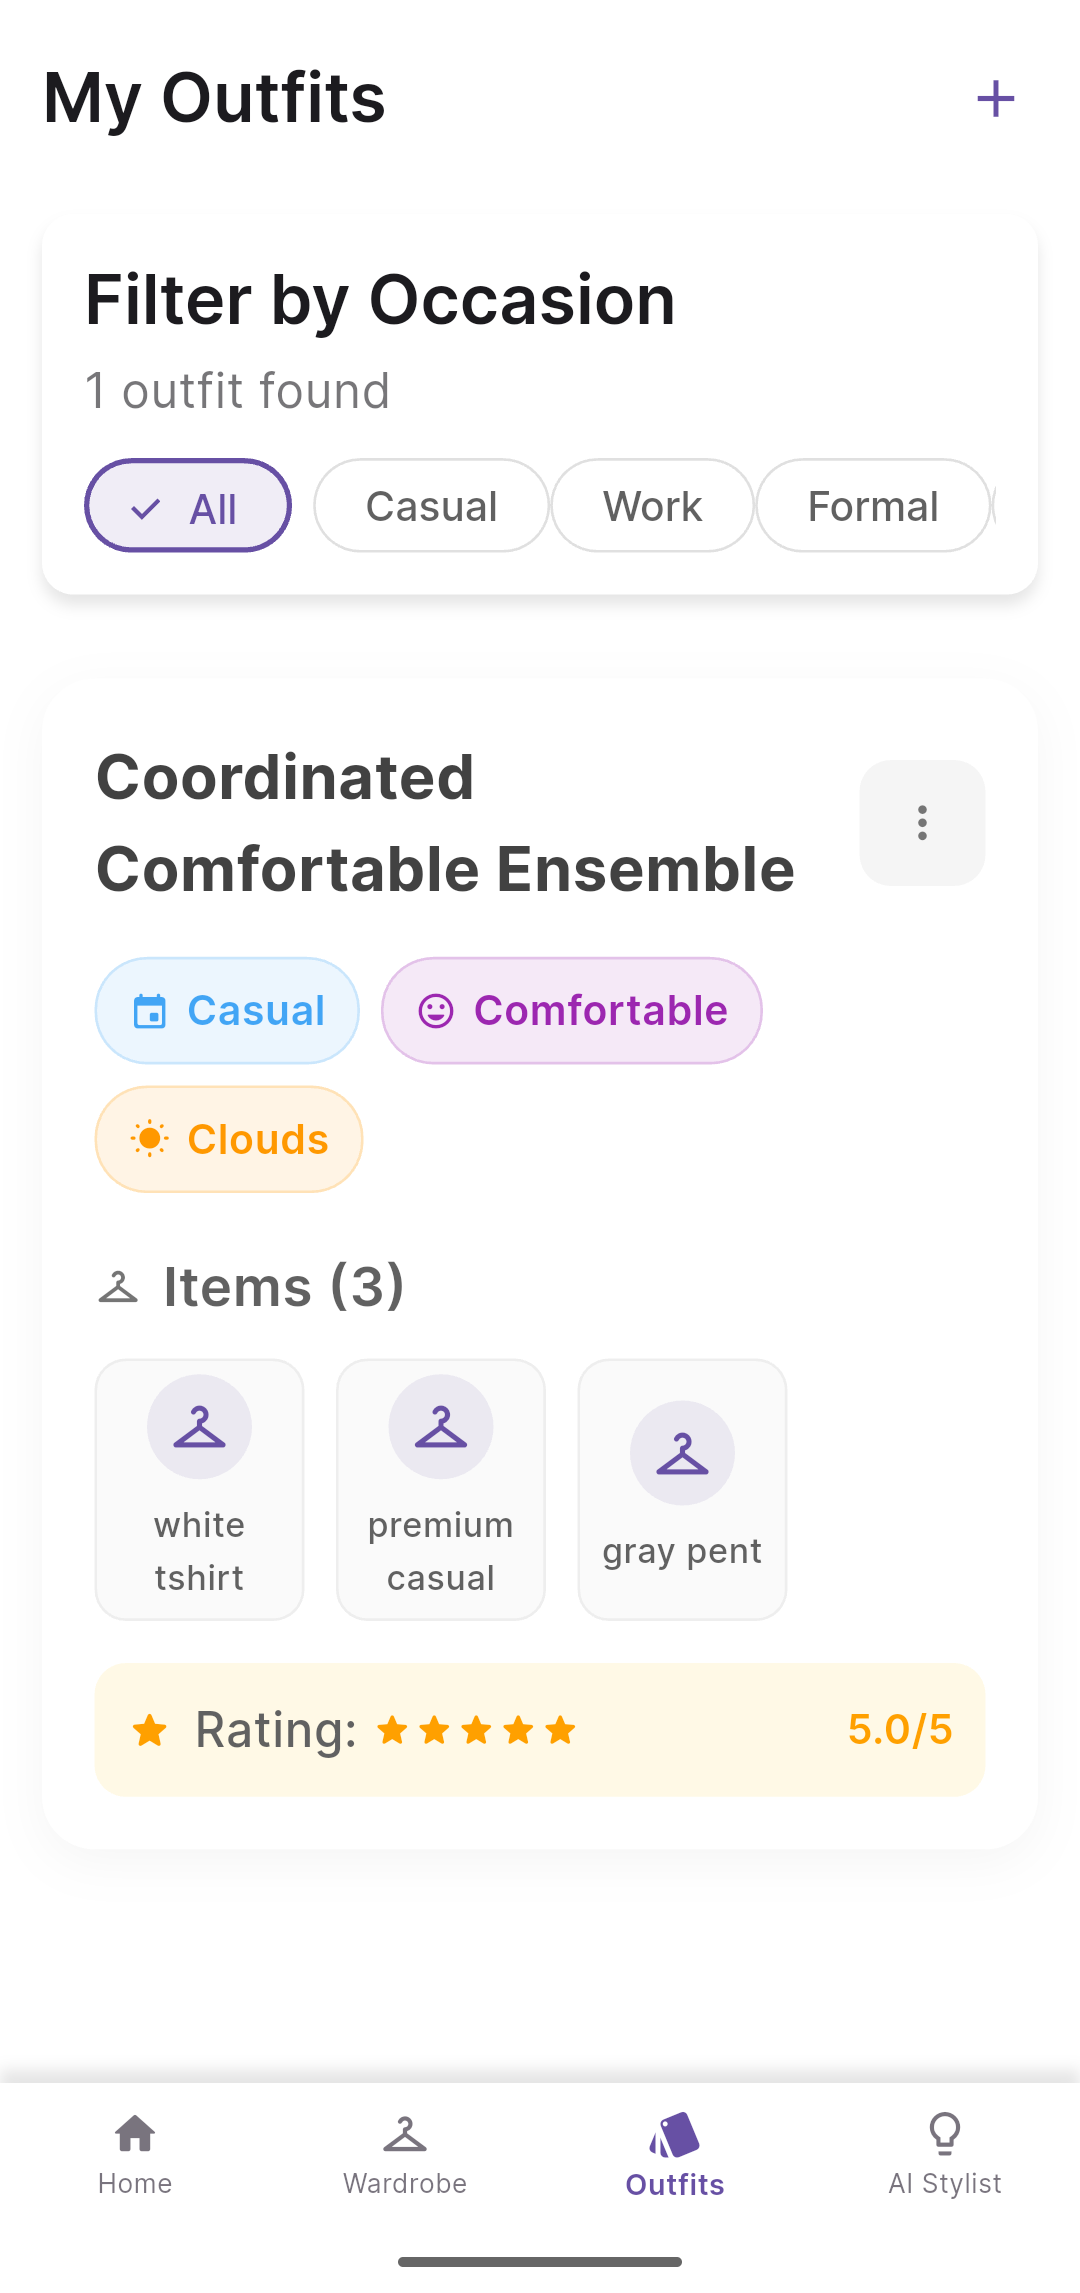 My Outfits
Filter by Occasion
1 outfit found
All
Casual
Work
Formal
Coordinated
Comfortable Ensemble
Casual
Comfortable
Clouds
Items (3)
white
tshirt
premium
casual
gray pent
Rating:
5.0/5
Home
Wardrobe
Outfits
AI Stylist